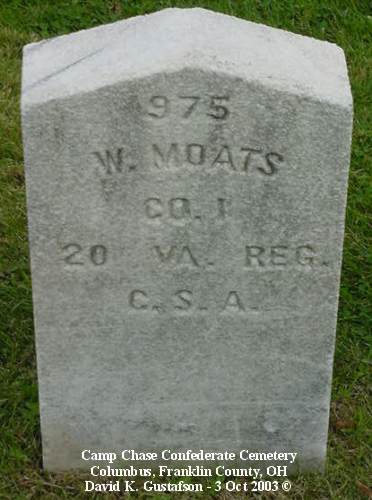 975
W. MOATS
CO. I
20 VA. REG.
C. S. A.
Camp Chase Confederate Cemetery
Columbus, Franklin County, OH
David K. Gustafson - 3 Oct 2003 ©